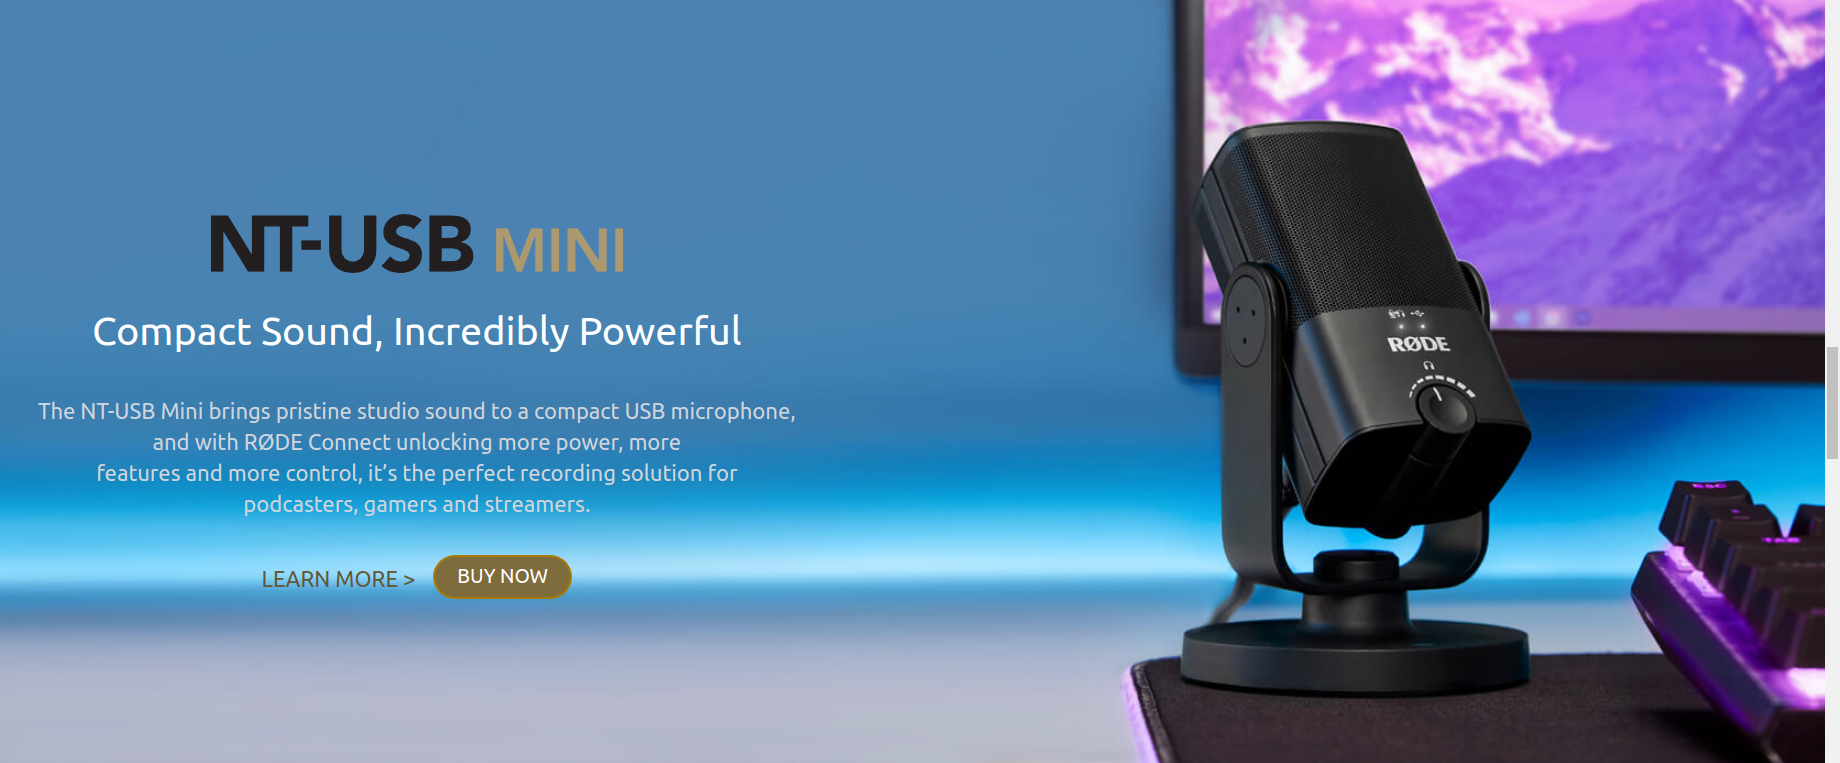 NT-USB MINI
Compact Sound, Incredibly Powerful
The NT-USB Mini brings pristine studio sound to a compact USB microphone,
and with RØDE Connect unlocking more power, more
features and more control, it’s the perfect recording solution for
podcasters, gamers and streamers.
LEARN MORE >
BUY NOW
RØDE
ESC